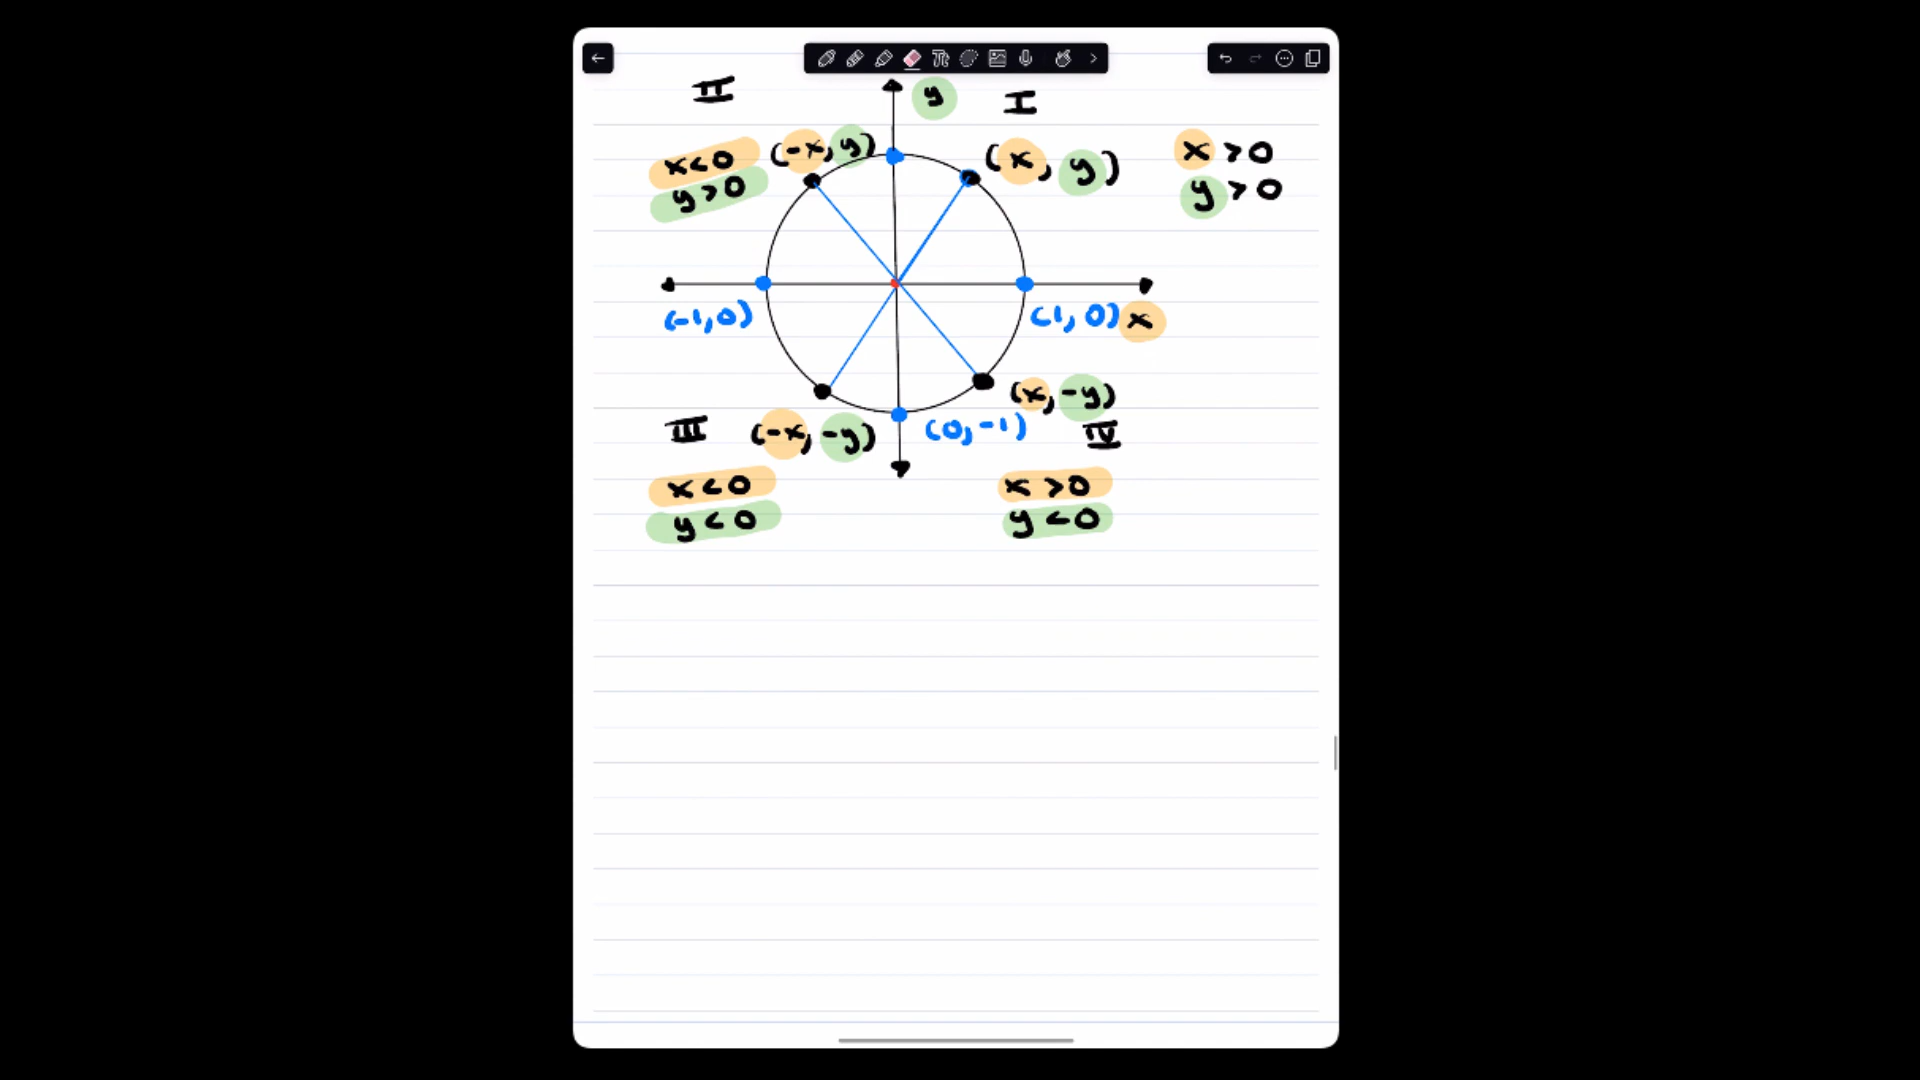 II
y
I
(-x, y)
(x, y)
x > 0
y > 0
x < 0
y > 0
(-1, 0)
(1, 0)
x
(x, -y)
III
(-x, -y)
(0, -1)
IV
x < 0
y < 0
x > 0
y < 0